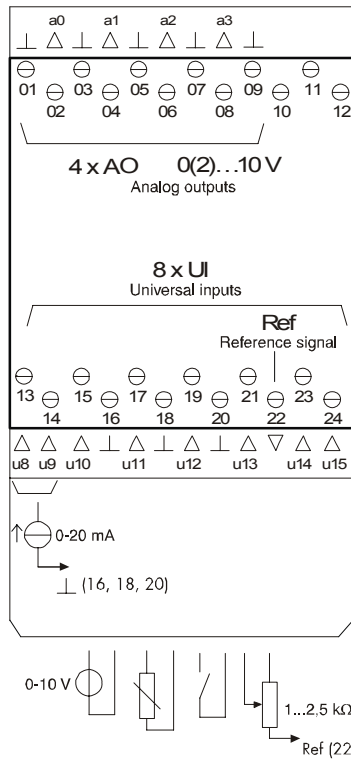 a0 a1 a2 a3
01 03 05 07 09 11
02 04 06 08 10 12
4 x AO 0(2)...10 V
Analog outputs
8 x UI
Universal inputs
Ref
Reference signal
13 15 17 19 21 23
14 16 18 20 22 24
u8 u9 u10 u11 u12 u13 u14 u15
0-20 mA
(16, 18, 20)
0-10 V
1...2,5 kΩ
Ref (22